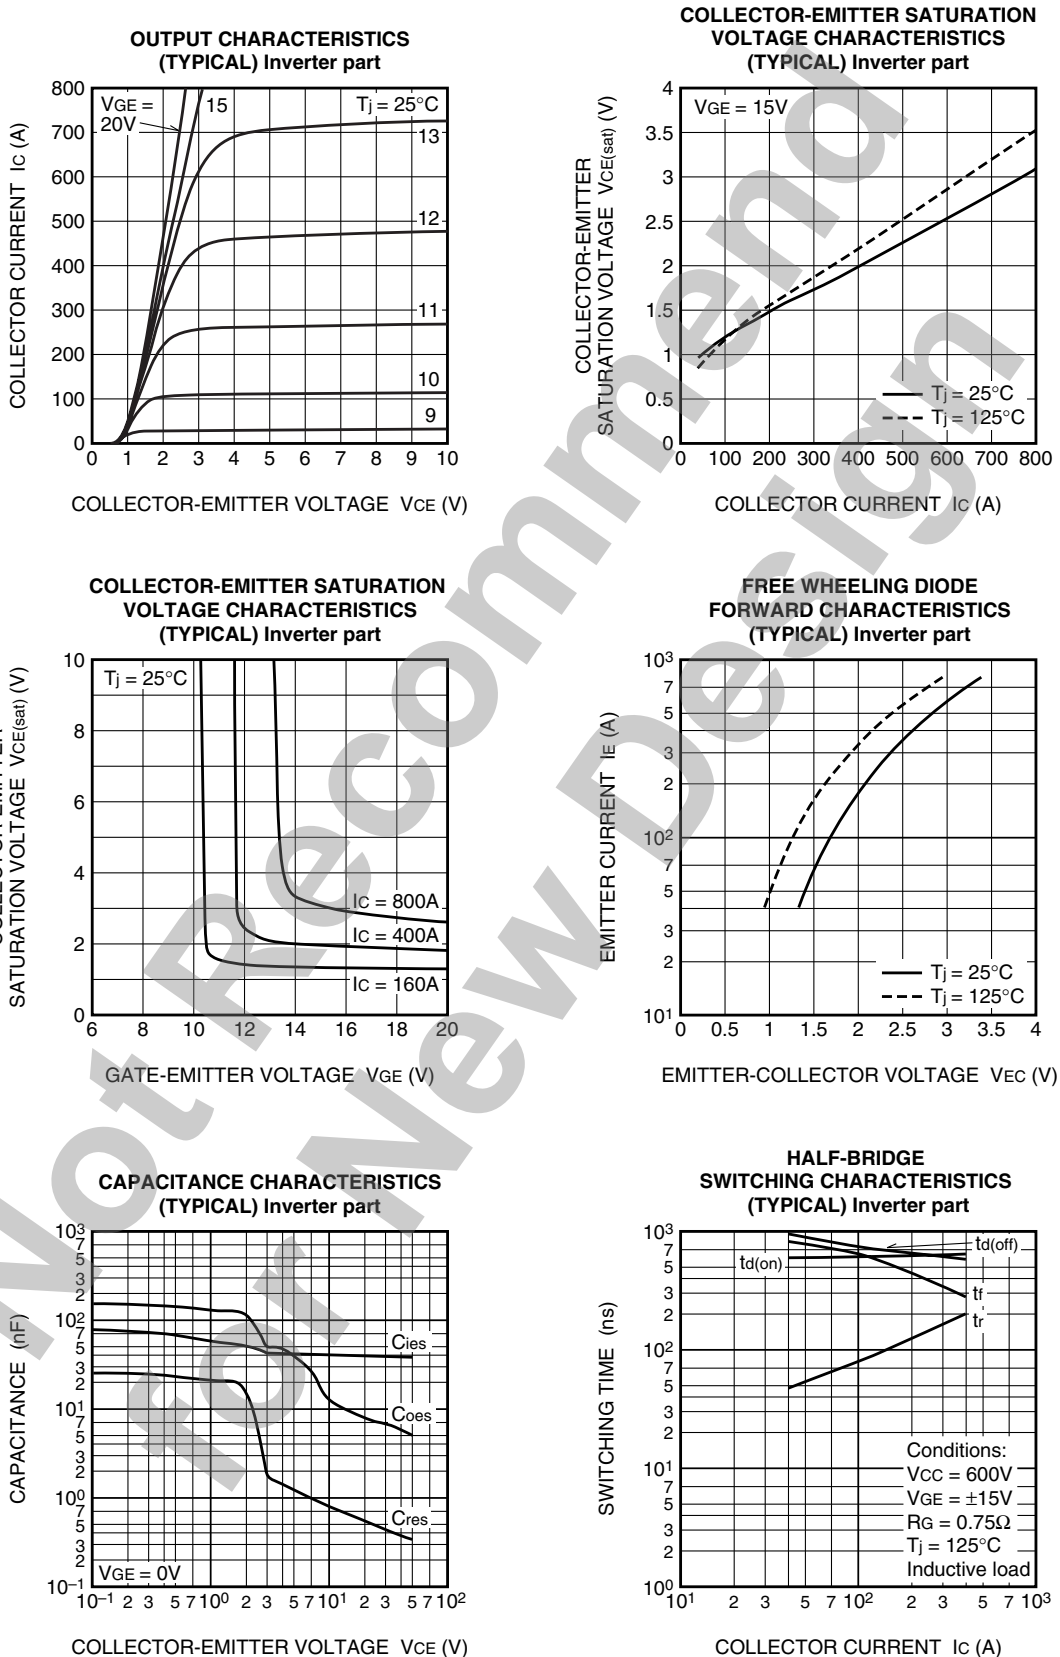 OUTPUT CHARACTERISTICS
(TYPICAL) Inverter part
COLLECTOR CURRENT IC (A)
800
700
600
500
400
300
200
100
0
VGE =
20V
15
Tj = 25°C
13
12
11
10
9
0 1 2 3 4 5 6 7 8 9 10
COLLECTOR-EMITTER VOLTAGE VCE (V)
COLLECTOR-EMITTER SATURATION
VOLTAGE CHARACTERISTICS
(TYPICAL) Inverter part
COLLECTOR-EMITTER
SATURATION VOLTAGE VCE(sat) (V)
4
3.5
3
2.5
2
1.5
1
0.5
0
VGE = 15V
Tj = 25°C
Tj = 125°C
0 100 200 300 400 500 600 700 800
COLLECTOR CURRENT IC (A)
COLLECTOR-EMITTER SATURATION
VOLTAGE CHARACTERISTICS
(TYPICAL) Inverter part
SATURATION VOLTAGE VCE(sat) (V)
10
8
6
4
2
0
Tj = 25°C
IC = 800A
IC = 400A
IC = 160A
6 8 10 12 14 16 18 20
GATE-EMITTER VOLTAGE VGE (V)
FREE WHEELING DIODE
FORWARD CHARACTERISTICS
(TYPICAL) Inverter part
EMITTER CURRENT IE (A)
10³
7
5
3
2
10²
7
5
3
2
10¹
Tj = 25°C
Tj = 125°C
0 0.5 1 1.5 2 2.5 3 3.5 4
EMITTER-COLLECTOR VOLTAGE VEC (V)
CAPACITANCE CHARACTERISTICS
(TYPICAL) Inverter part
CAPACITANCE (nF)
10³
7
5
3
2
10²
7
5
3
2
10¹
7
5
3
2
10⁰
7
5
3
2
10⁻¹
Cies
Coes
Cres
VGE = 0V
10⁻¹ 2 3 5 7 10⁰ 2 3 5 7 10¹ 2 3 5 7 10²
COLLECTOR-EMITTER VOLTAGE VCE (V)
HALF-BRIDGE
SWITCHING CHARACTERISTICS
(TYPICAL) Inverter part
SWITCHING TIME (ns)
10³
7
5
3
2
10²
7
5
3
2
10¹
7
5
3
2
10⁰
td(off)
td(on)
tf
tr
Conditions:
VCC = 600V
VGE = ±15V
RG = 0.75Ω
Tj = 125°C
Inductive load
10¹ 2 3 5 7 10² 2 3 5 7 10³
COLLECTOR CURRENT IC (A)
Not Recommend
for New Design